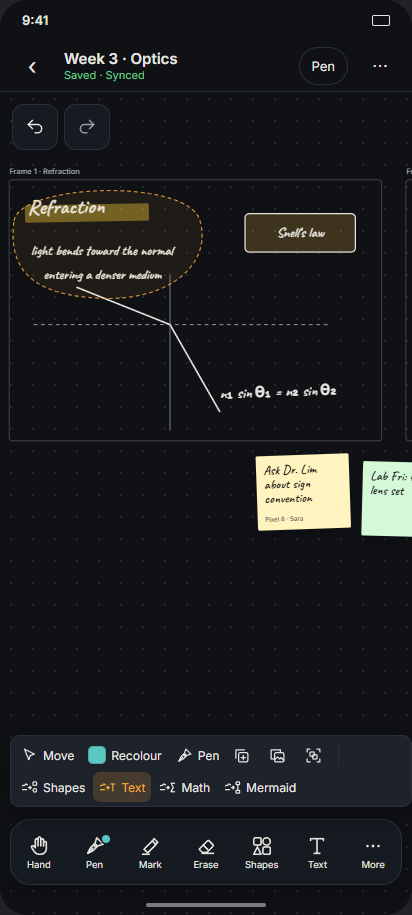 9:41
Week 3 · Optics
Saved · Synced
Pen
Frame 1 · Refraction
Refraction
light bends toward the normal
entering a denser medium
Snell's law
n1 sin θ1 = n2 sin θ2
Ask Dr. Lim
about sign
convention
Pixel 8 · Sara
Lab Fri:
lens set
Move
Recolour
Pen
Shapes
Text
Math
Mermaid
Hand
Pen
Mark
Erase
Shapes
Text
More